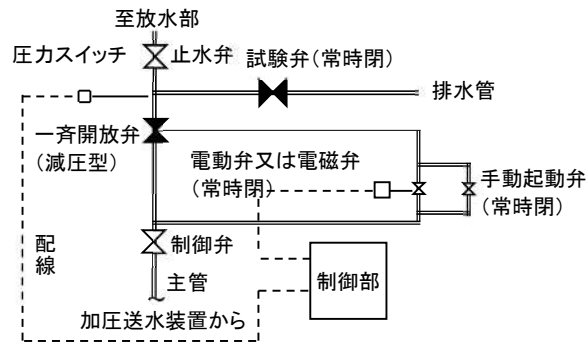 至放水部
圧力スイッチ
止水弁
試験弁（常時閉）
排水管
一斉開放弁
（減圧型）
電動弁又は電磁弁
（常時閉）
手動起動弁
（常時閉）
配線
制御弁
制御部
主管
加圧送水装置から